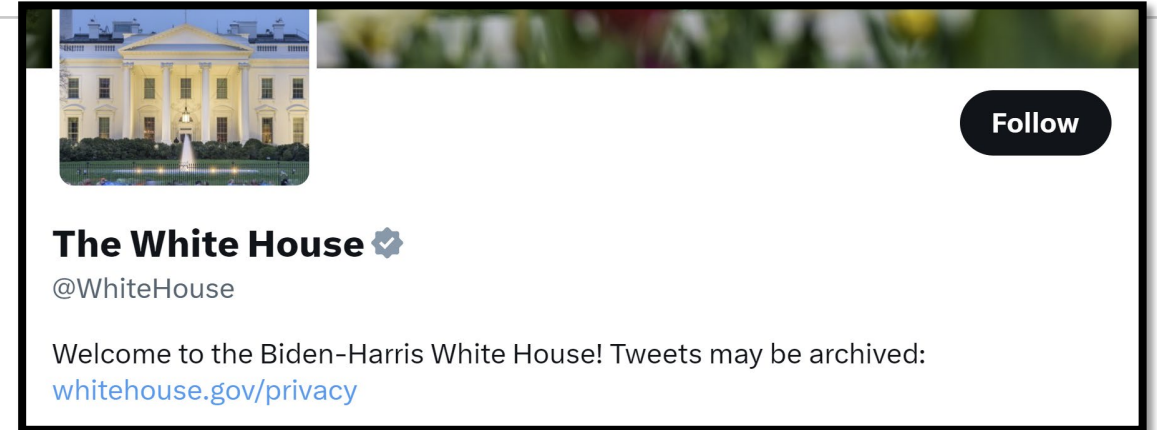 Follow
The White House
@WhiteHouse
Welcome to the Biden-Harris White House! Tweets may be archived:
whitehouse.gov/privacy